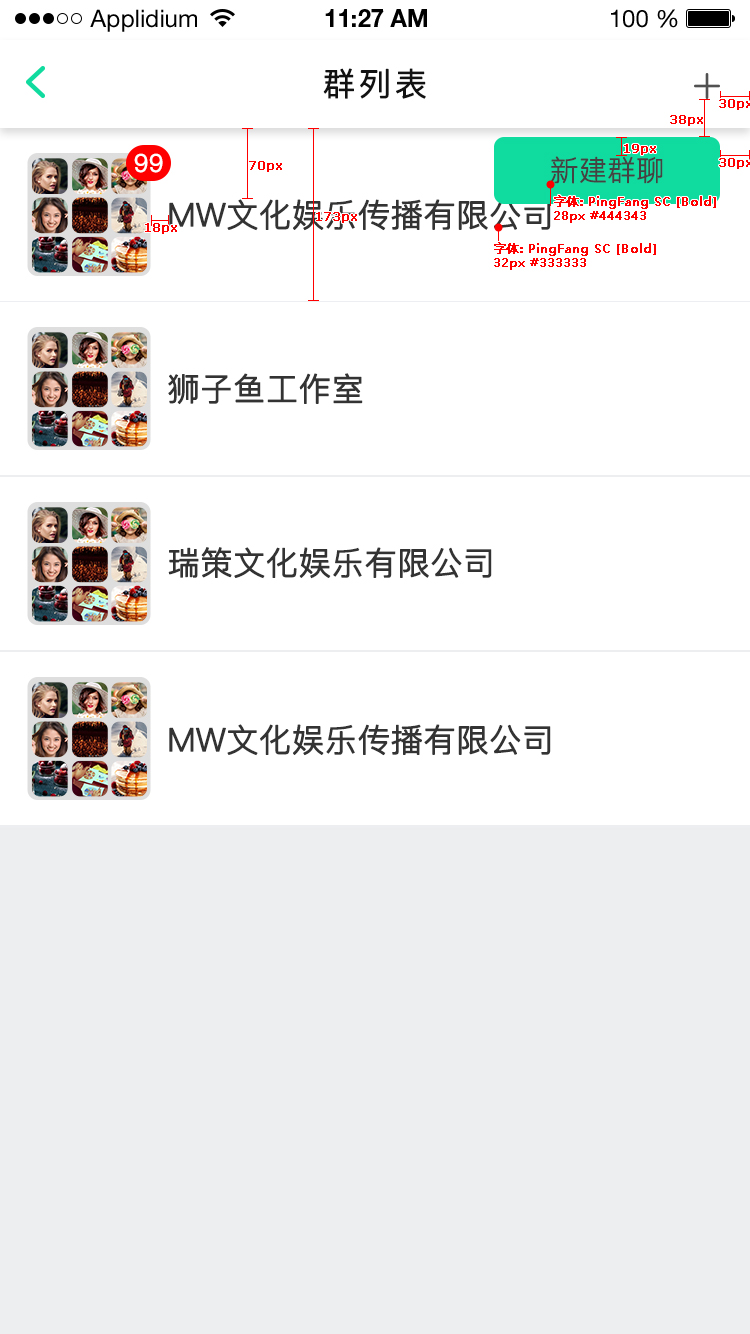 Applidium 11:27 AM 100 %
群列表
30px
38px
99
70px
173px
19px
30px
新建群聊
18px
MW文化娱乐传播有限公司
字体: PingFang SC [Bold]
28px #444343
字体: PingFang SC [Bold]
32px #333333
狮子鱼工作室
瑞策文化娱乐有限公司
MW文化娱乐传播有限公司